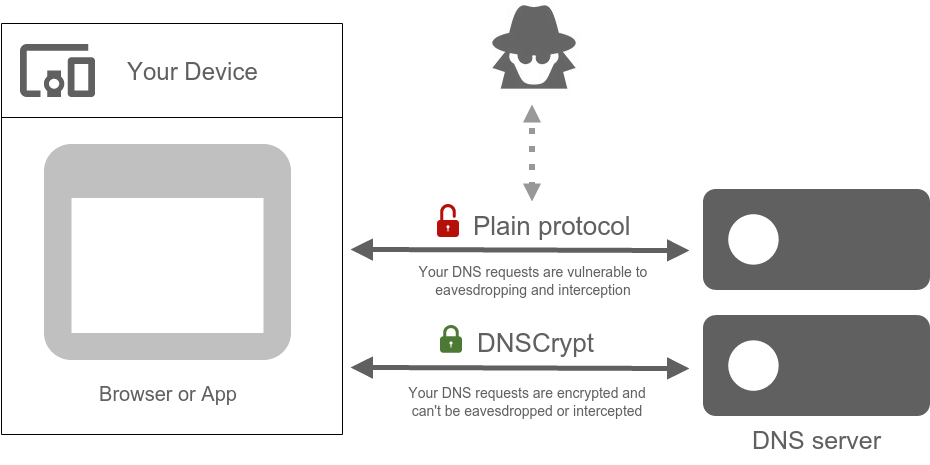 Your Device
Plain protocol
Your DNS requests are vulnerable to
eavesdropping and interception
DNSCrypt
Your DNS requests are encrypted and
can't be eavesdropped or intercepted
Browser or App
DNS server